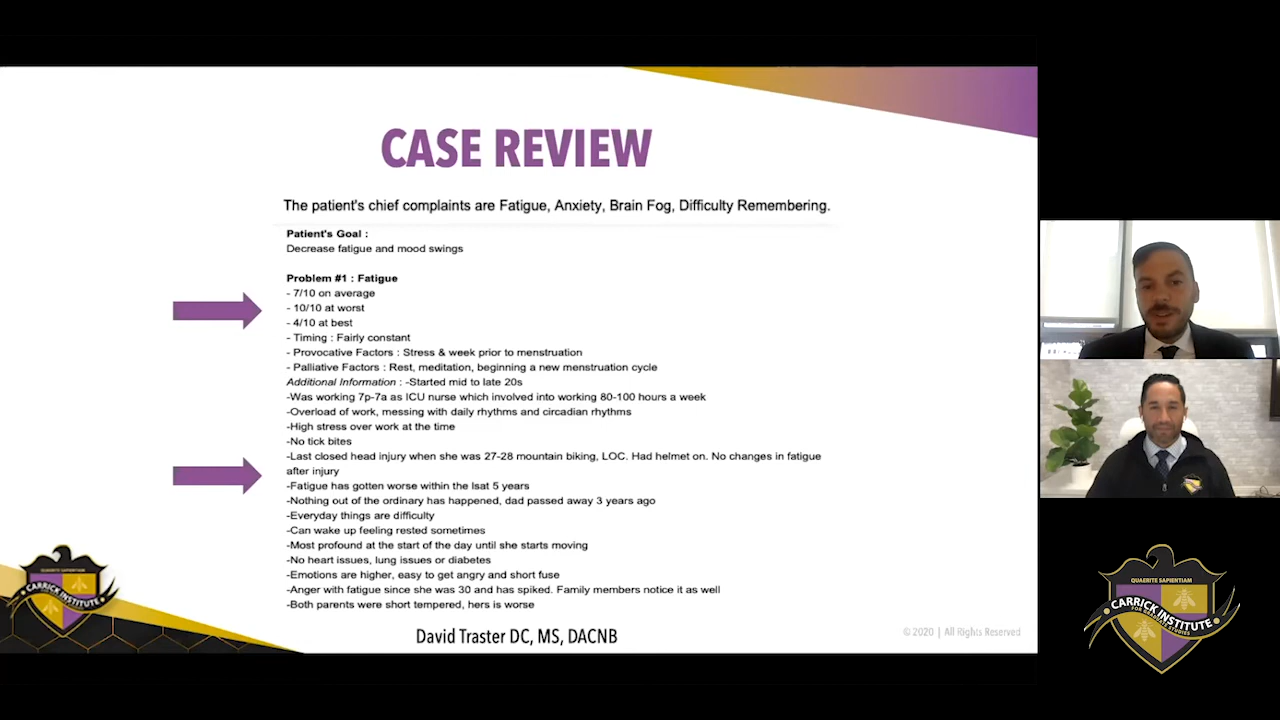 CASE REVIEW
The patient's chief complaints are Fatigue, Anxiety, Brain Fog, Difficulty Remembering.
Patient's Goal :
Decrease fatigue and mood swings
Problem #1 : Fatigue
- 7/10 on average
- 10/10 at worst
- 4/10 at best
- Timing : Fairly constant
- Provocative Factors : Stress & week prior to menstruation
- Palliative Factors : Rest, meditation, beginning a new menstruation cycle
Additional Information : -Started mid to late 20s
-Was working 7p-7a as ICU nurse which involved into working 80-100 hours a week
-Overload of work, messing with daily rhythms and circadian rhythms
-High stress over work at the time
-No tick bites
-Last closed head injury when she was 27-28 mountain biking, LOC. Had helmet on. No changes in fatigue
after injury
-Fatigue has gotten worse within the lsat 5 years
-Nothing out of the ordinary has happened, dad passed away 3 years ago
-Everyday things are difficulty
-Can wake up feeling rested sometimes
-Most profound at the start of the day until she starts moving
-No heart issues, lung issues or diabetes
-Emotions are higher, easy to get angry and short fuse
-Anger with fatigue since she was 30 and has spiked. Family members notice it as well
-Both parents were short tempered, hers is worse
David Traster DC, MS, DACNB
© 2020 | All Rights Reserved
QUAERITE SAPIENTIAM
CARRICK INSTITUTE
QUAERITE SAPIENTIAM
CARRICK INSTITUTE